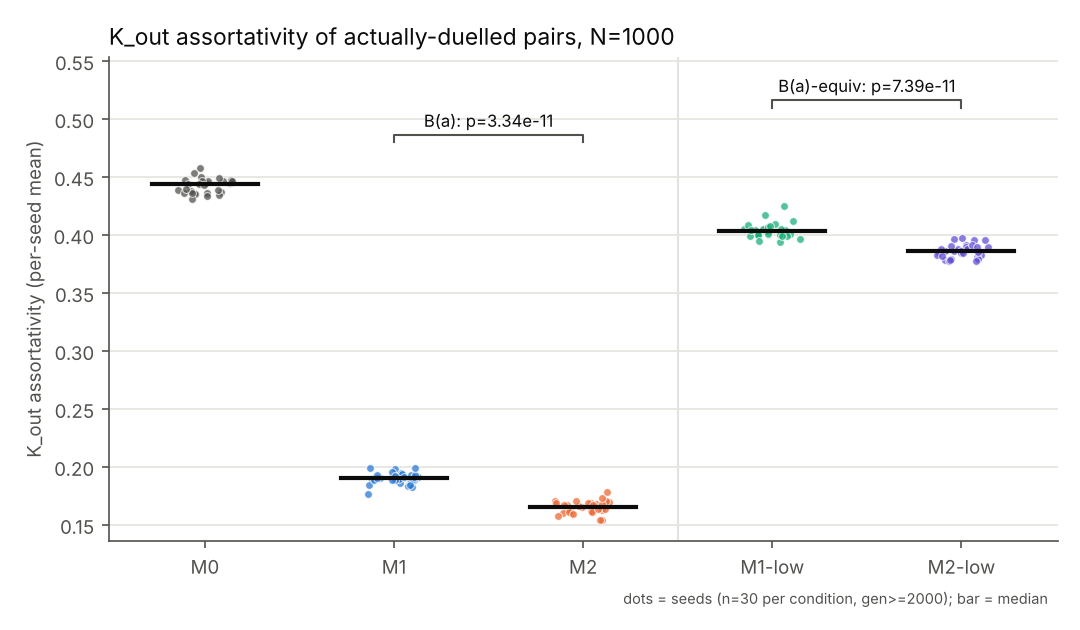 K_out assortativity of actually-duelled pairs, N=1000
K_out assortativity (per-seed mean)
0.55
0.50
0.45
0.40
0.35
0.30
0.25
0.20
0.15
B(a): p=3.34e-11
B(a)-equiv: p=7.39e-11
M0
M1
M2
M1-low
M2-low
dots = seeds (n=30 per condition, gen>=2000); bar = median